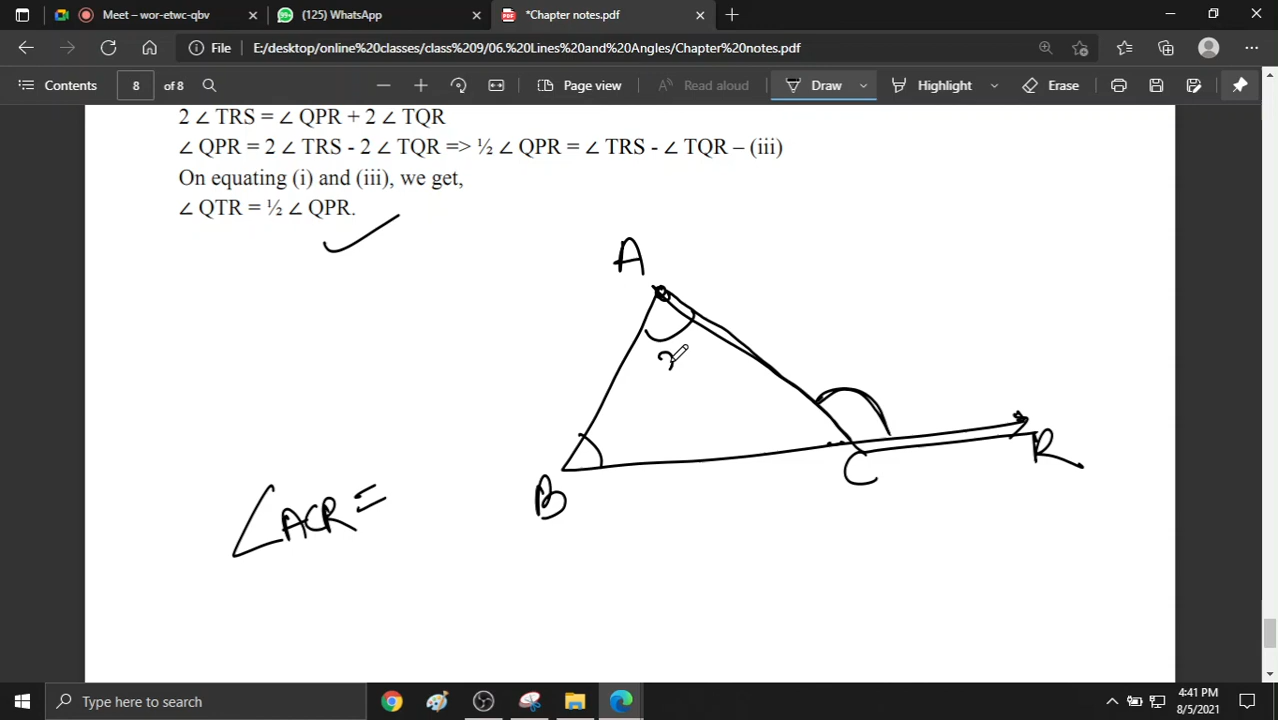 Meet – wor-etwc-qbv
(125) WhatsApp
*Chapter notes.pdf
File
E:/desktop/online%20classes/class%209/06.%20Lines%20and%20Angles/Chapter%20notes.pdf
Contents
8 of 8
Page view
Read aloud
Draw
Highlight
Erase
2 ∠ TRS = ∠ QPR + 2 ∠ TQR
∠ QPR = 2 ∠ TRS - 2 ∠ TQR => ½ ∠ QPR = ∠ TRS - ∠ TQR – (iii)
On equating (i) and (iii), we get,
∠ QTR = ½ ∠ QPR.
A
R
C
B
∠ACR =
Type here to search
4:41 PM
8/5/2021